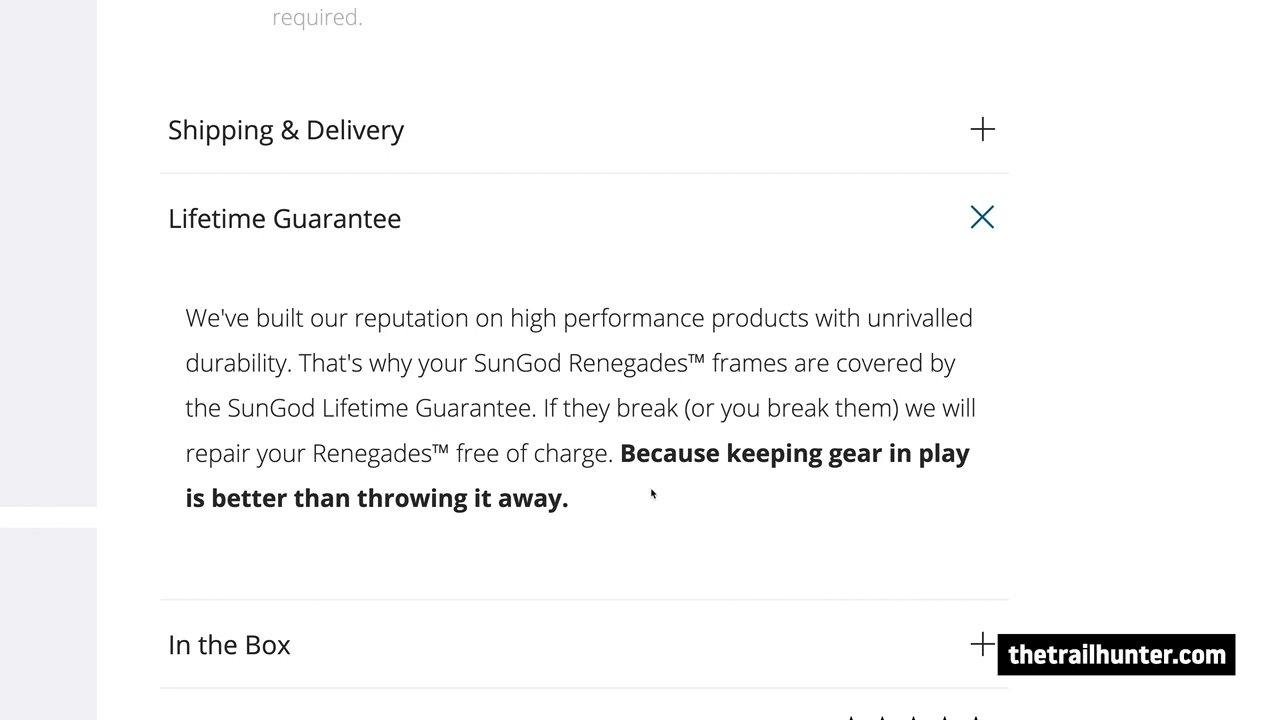 required.
Shipping & Delivery
Lifetime Guarantee
We've built our reputation on high performance products with unrivalled
durability. That's why your SunGod Renegades™ frames are covered by
the SunGod Lifetime Guarantee. If they break (or you break them) we will
repair your Renegades™ free of charge. Because keeping gear in play
is better than throwing it away.
In the Box
thetrailhunter.com